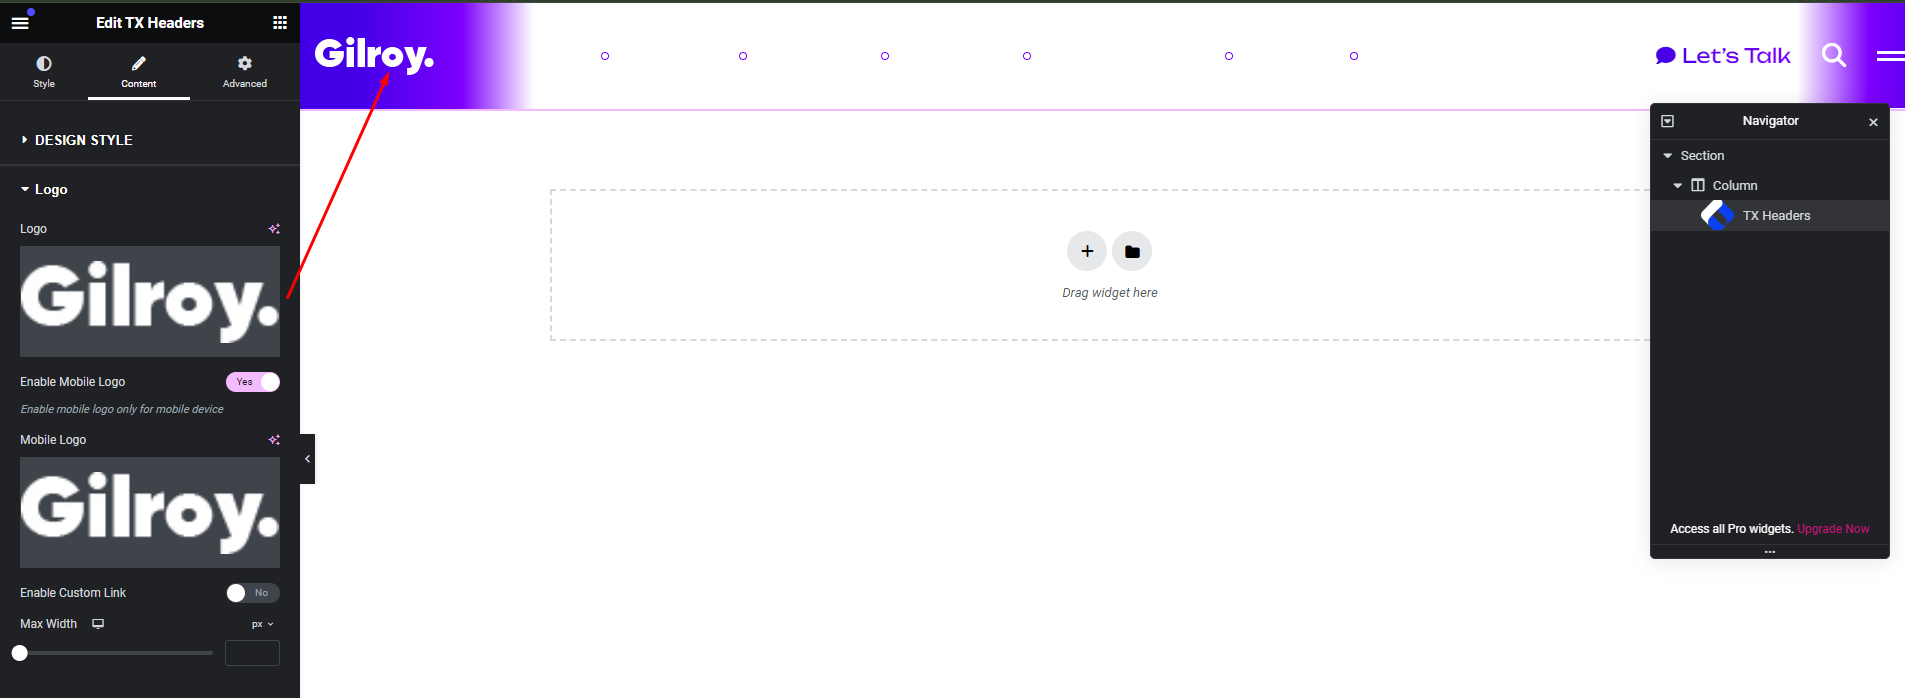 Edit TX Headers
Style
Content
Advanced
DESIGN STYLE
Logo
Logo
Gilroy.
Enable Mobile Logo
Yes
Enable mobile logo only for mobile device
Mobile Logo
Gilroy.
Enable Custom Link
No
Max Width
px
Gilroy.
Let's Talk
Drag widget here
Navigator
Section
Column
TX Headers
Access all Pro widgets. Upgrade Now